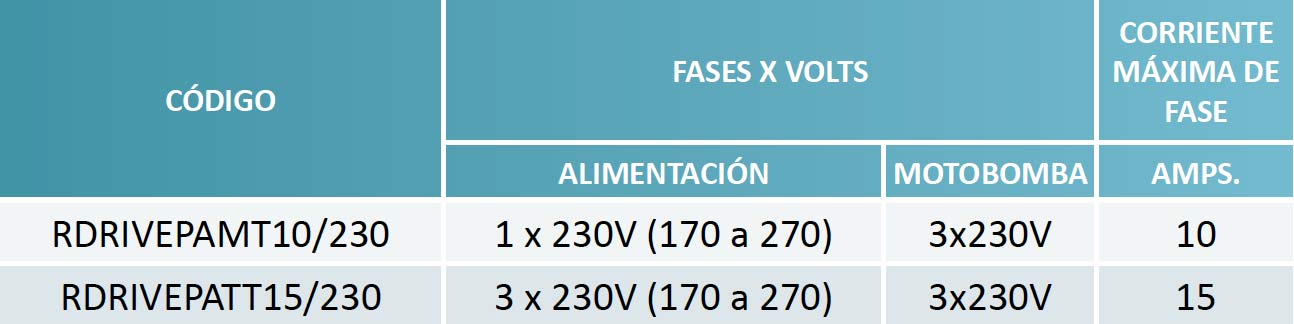 CÓDIGO
FASES X VOLTS
CORRIENTE
MÁXIMA DE
FASE
ALIMENTACIÓN MOTOBOMBA AMPS.
RDRIVEPAMT10/230 1 x 230V (170 a 270) 3x230V 10
RDRIVEPATT15/230 3 x 230V (170 a 270) 3x230V 15